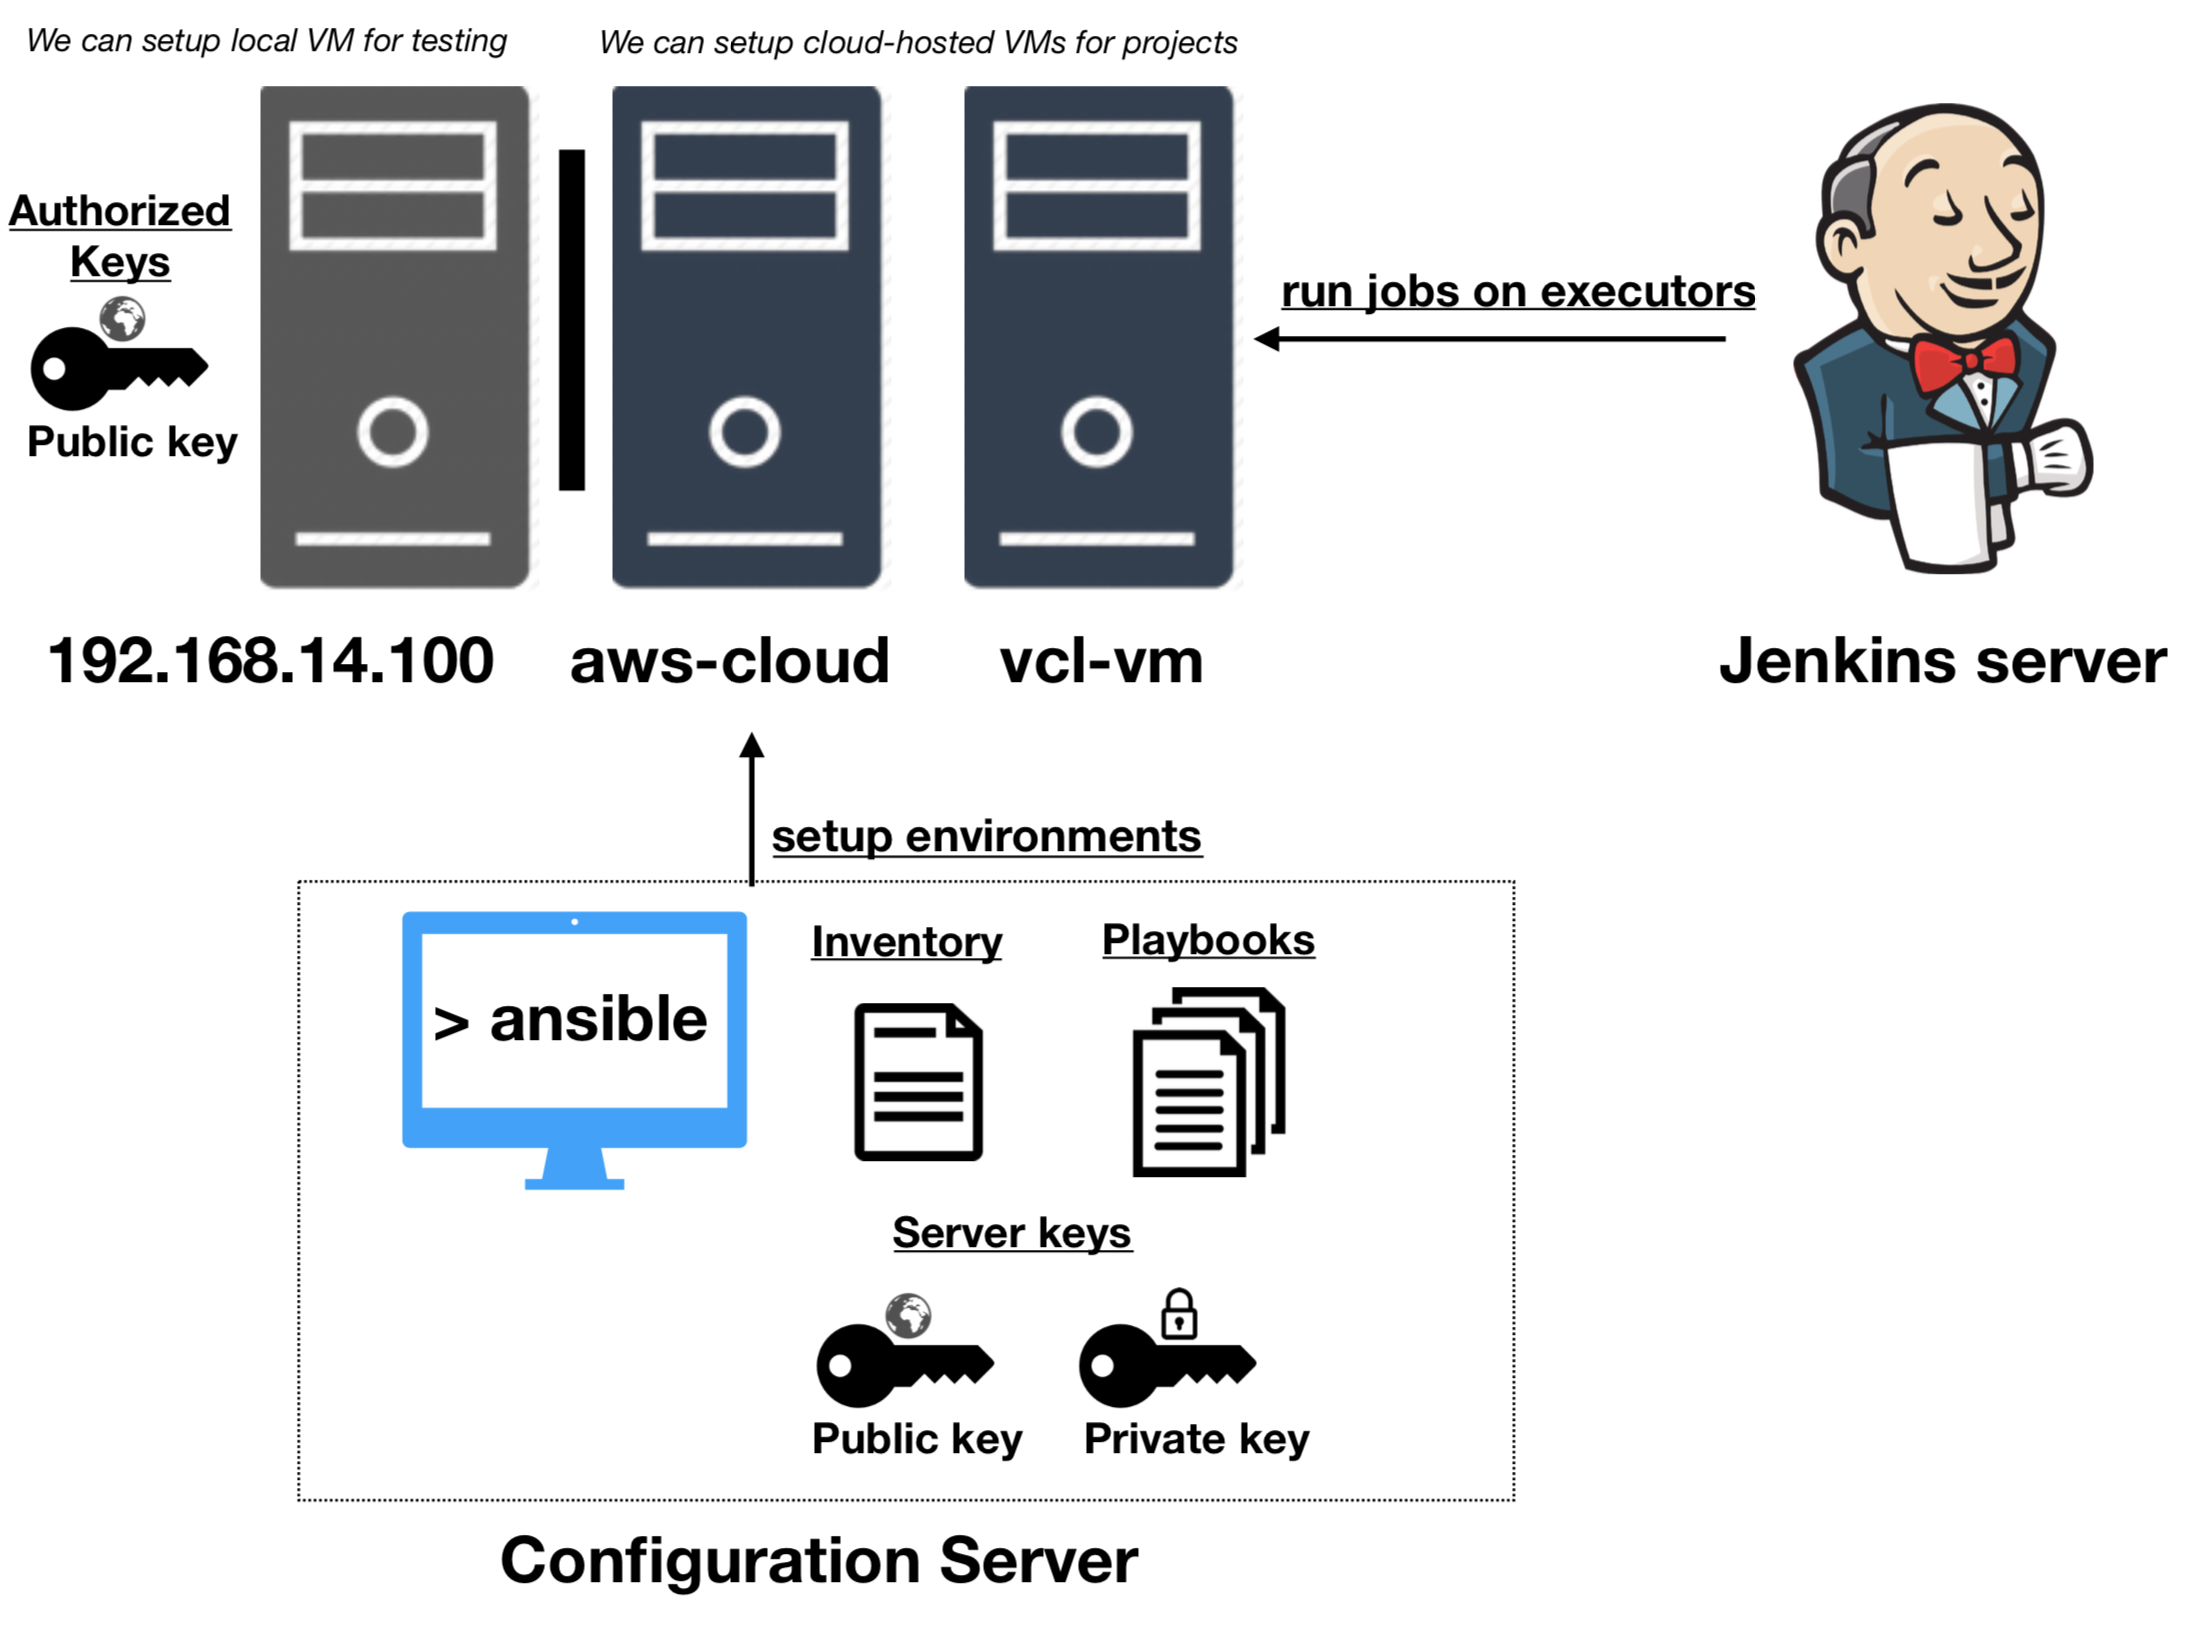 We can setup local VM for testing
We can setup cloud-hosted VMs for projects
Authorized
Keys
Public key
run jobs on executors
192.168.14.100
aws-cloud
vcl-vm
Jenkins server
setup environments
> ansible
Inventory
Playbooks
Server keys
Public key
Private key
Configuration Server